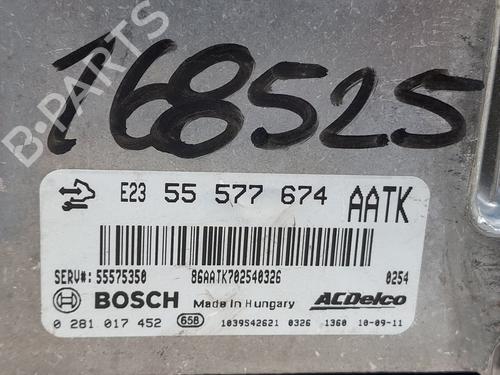 768525
B-PARTS
E23 55 577 674 AATK
SERV#: 55575350 86AATK702540326 0254
BOSCH Made in Hungary ACDelco
0 281 017 452 658 1039S42621 0326 1360 10-09-11